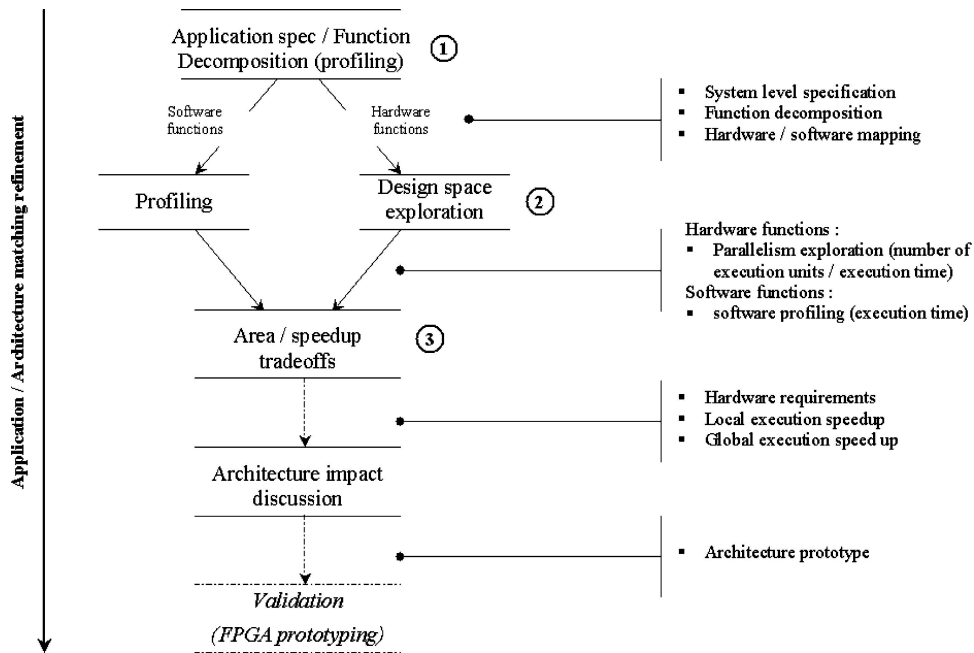 Application / Architecture matching refinement
Application spec / Function
Decomposition (profiling)
1
Software
functions
Hardware
functions
▪ System level specification
▪ Function decomposition
▪ Hardware / software mapping
Profiling
Design space
exploration
2
Hardware functions :
▪ Parallelism exploration (number of
execution units / execution time)
Software functions :
▪ software profiling (execution time)
Area / speedup
tradeoffs
3
▪ Hardware requirements
▪ Local execution speedup
▪ Global execution speed up
Architecture impact
discussion
▪ Architecture prototype
Validation
(FPGA prototyping)